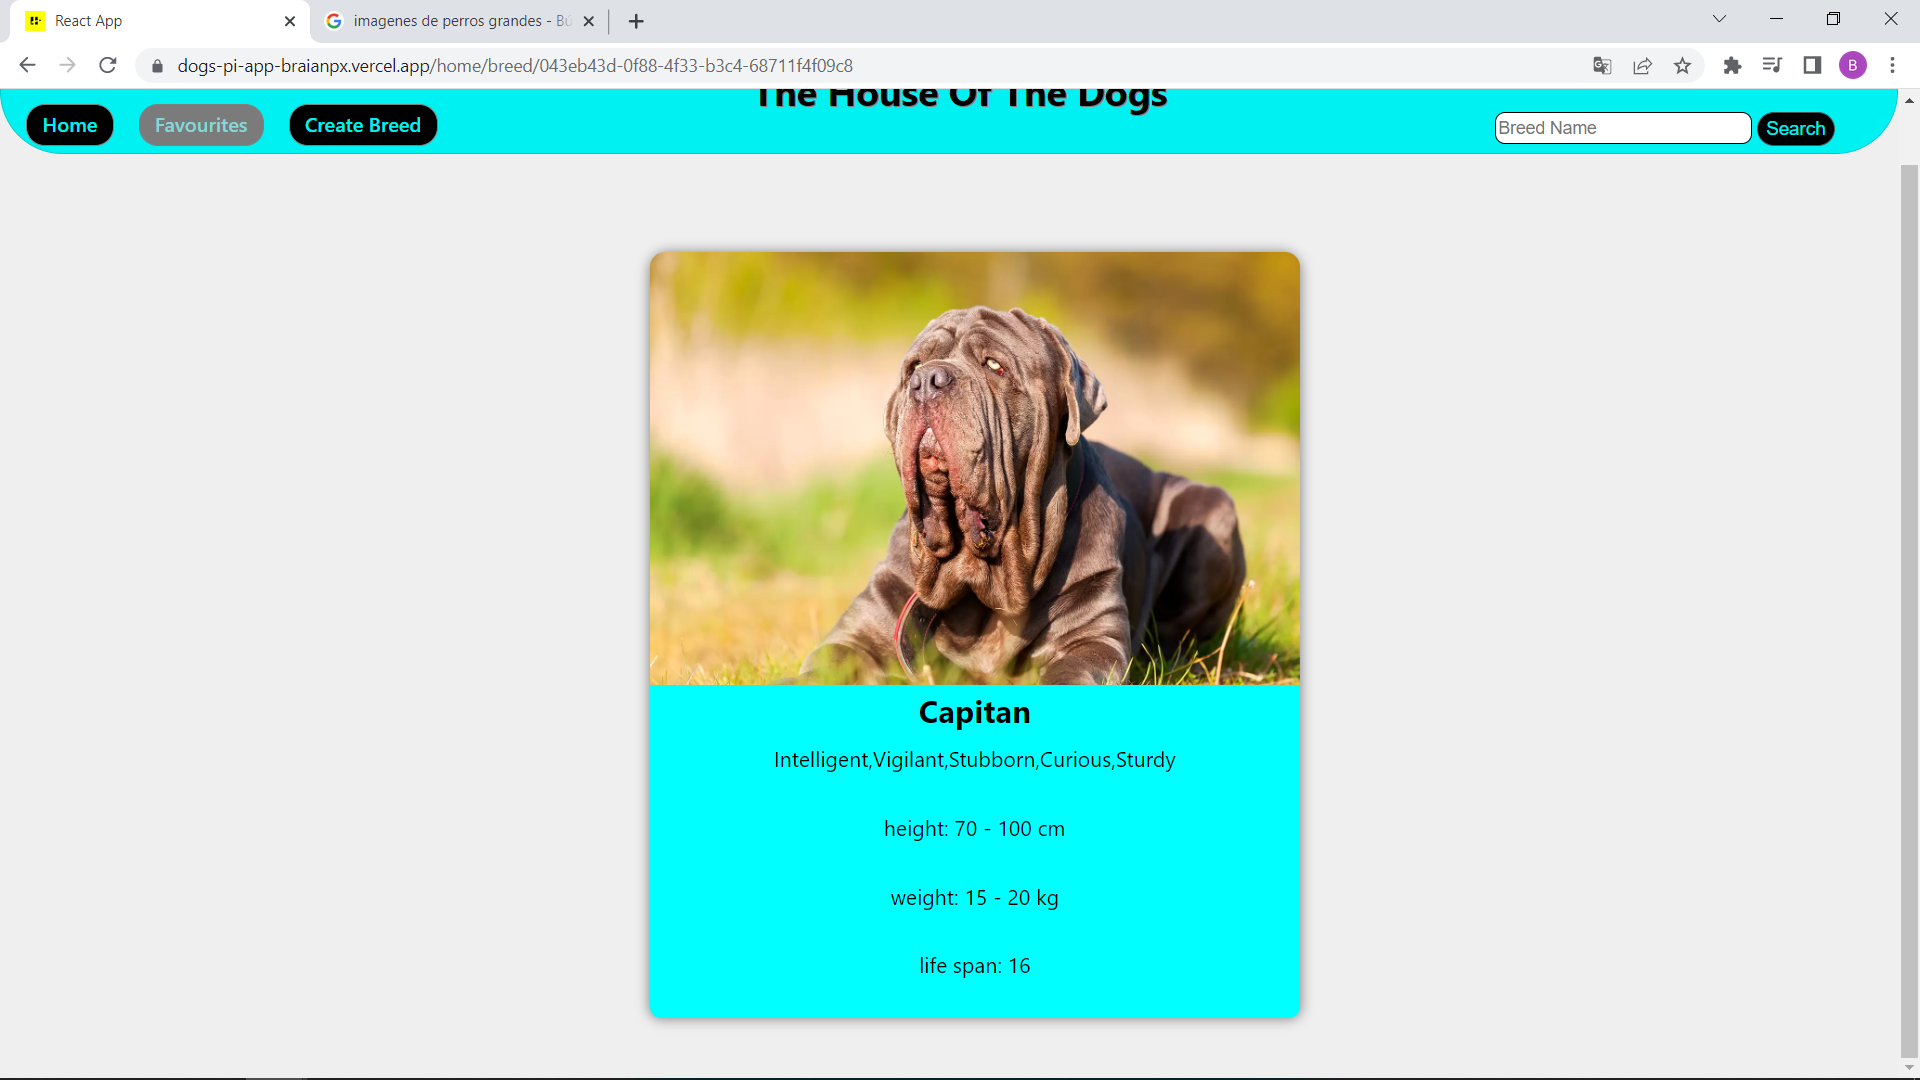 React App
imagenes de perros grandes - Bú
dogs-pi-app-braianpx.vercel.app/home/breed/043eb43d-0f88-4f33-b3c4-68711f4f09c8
B
The House Of The Dogs
Home Favourites Create Breed
Breed Name Search
Capitan
Intelligent,Vigilant,Stubborn,Curious,Sturdy
height: 70 - 100 cm
weight: 15 - 20 kg
life span: 16